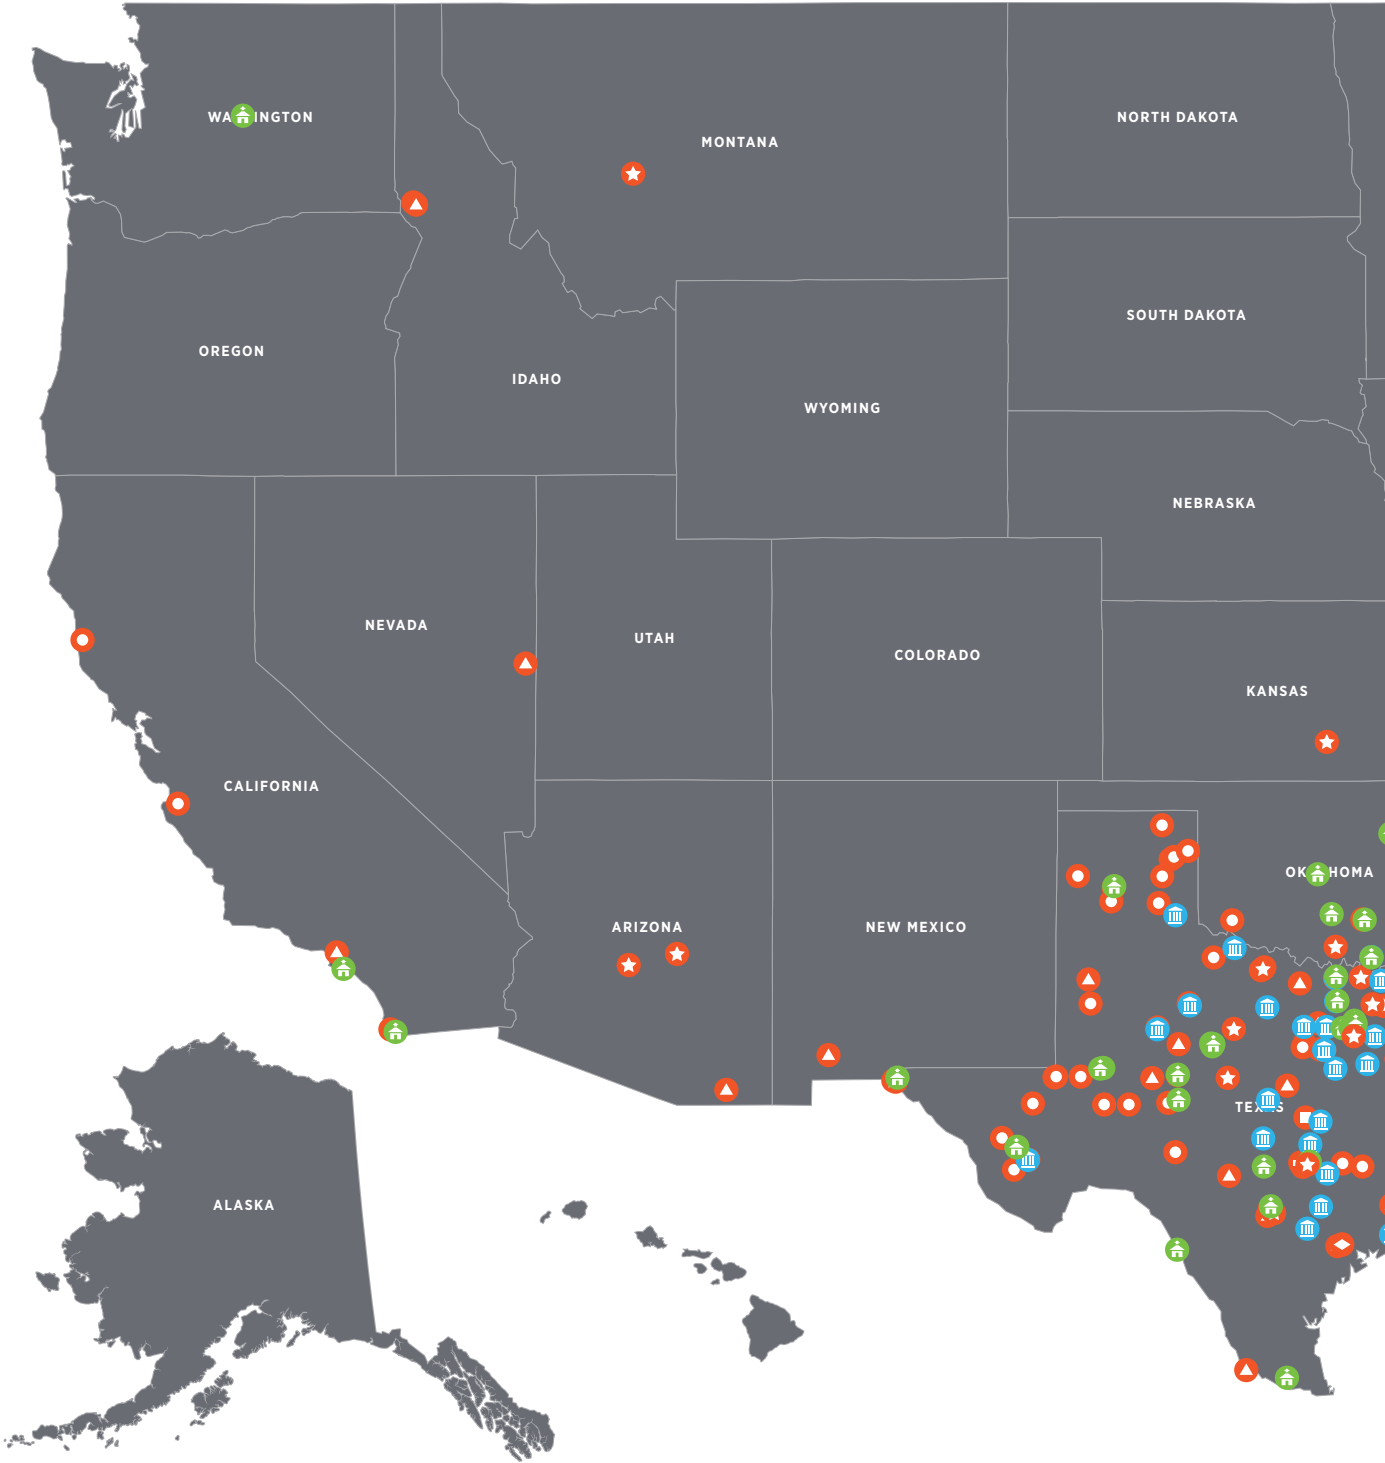 WA INGTON
NORTH DAKOTA
MONTANA
SOUTH DAKOTA
OREGON
IDAHO
WYOMING
NEBRASKA
NEVADA
UTAH
COLORADO
KANSAS
CALIFORNIA
OK HOMA
ARIZONA
NEW MEXICO
TEXAS
ALASKA